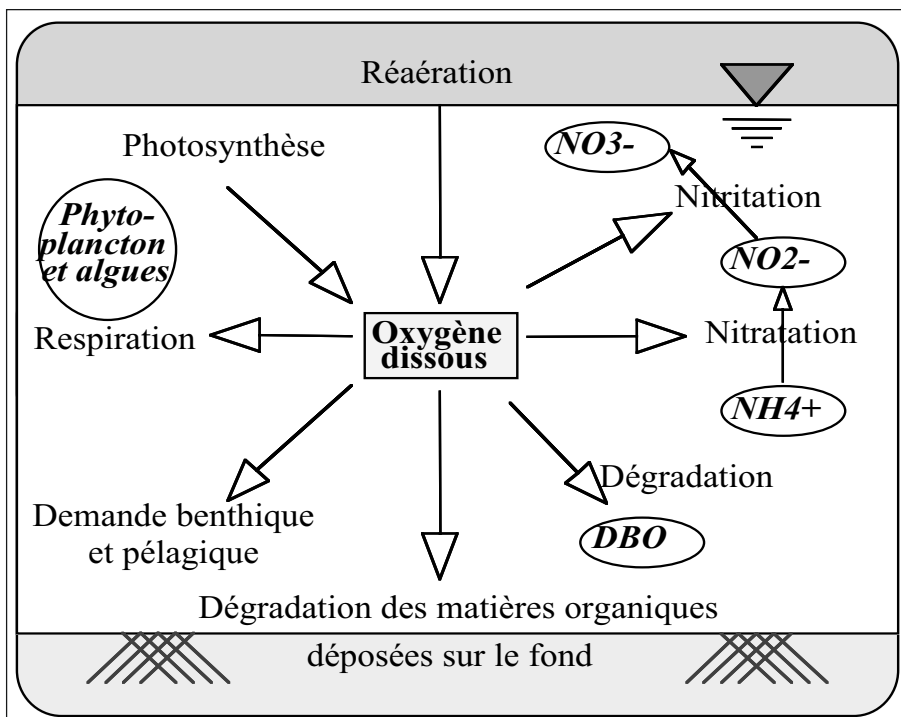 Réaération
Photosynthèse
NO3-
Nitritation
Phyto-
plancton
et algues
NO2-
Respiration
Oxygène
dissous
Nitratation
NH4+
Dégradation
Demande benthique
et pélagique
DBO
Dégradation des matières organiques
déposées sur le fond